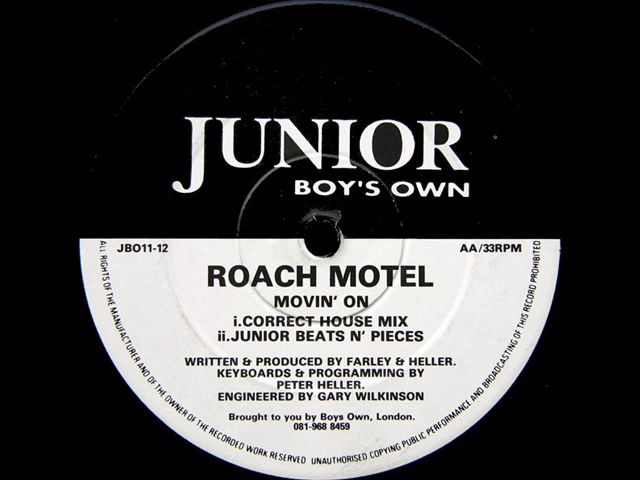 JUNIOR
BOY'S OWN
JBO11-12
AA/33RPM
ROACH MOTEL
MOVIN' ON
i.CORRECT HOUSE MIX
ii.JUNIOR BEATS N' PIECES
WRITTEN & PRODUCED BY FARLEY & HELLER.
KEYBOARDS & PROGRAMMING BY
PETER HELLER.
ENGINEERED BY GARY WILKINSON
Brought to you by Boys Own, London.
081-968 8459
ALL RIGHTS OF THE MANUFACTURER AND OF THE OWNER OF THE RECORDED WORK RESERVED UNAUTHORISED COPYING PUBLIC PERFORMANCE AND BROADCASTING OF THIS RECORD PROHIBITED